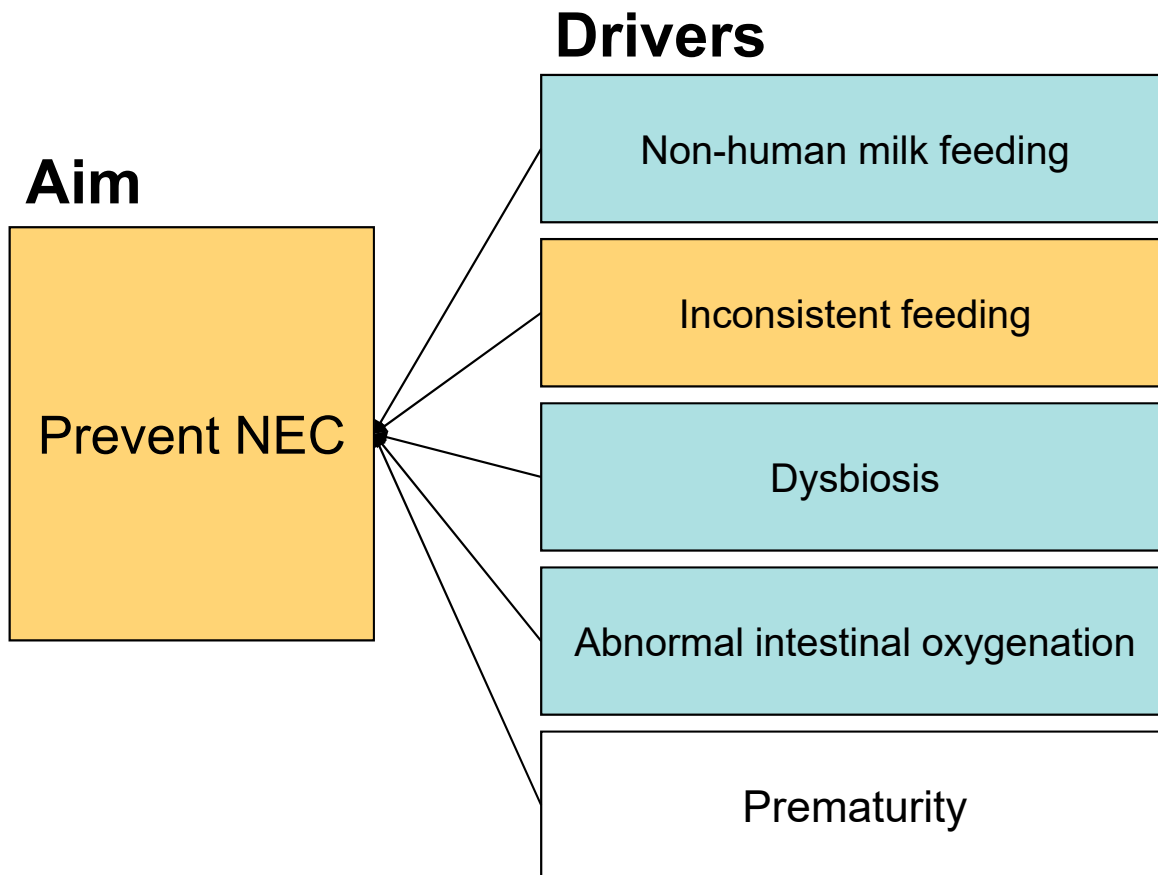 Drivers
Aim
Non-human milk feeding
Inconsistent feeding
Prevent NEC
Dysbiosis
Abnormal intestinal oxygenation
Prematurity